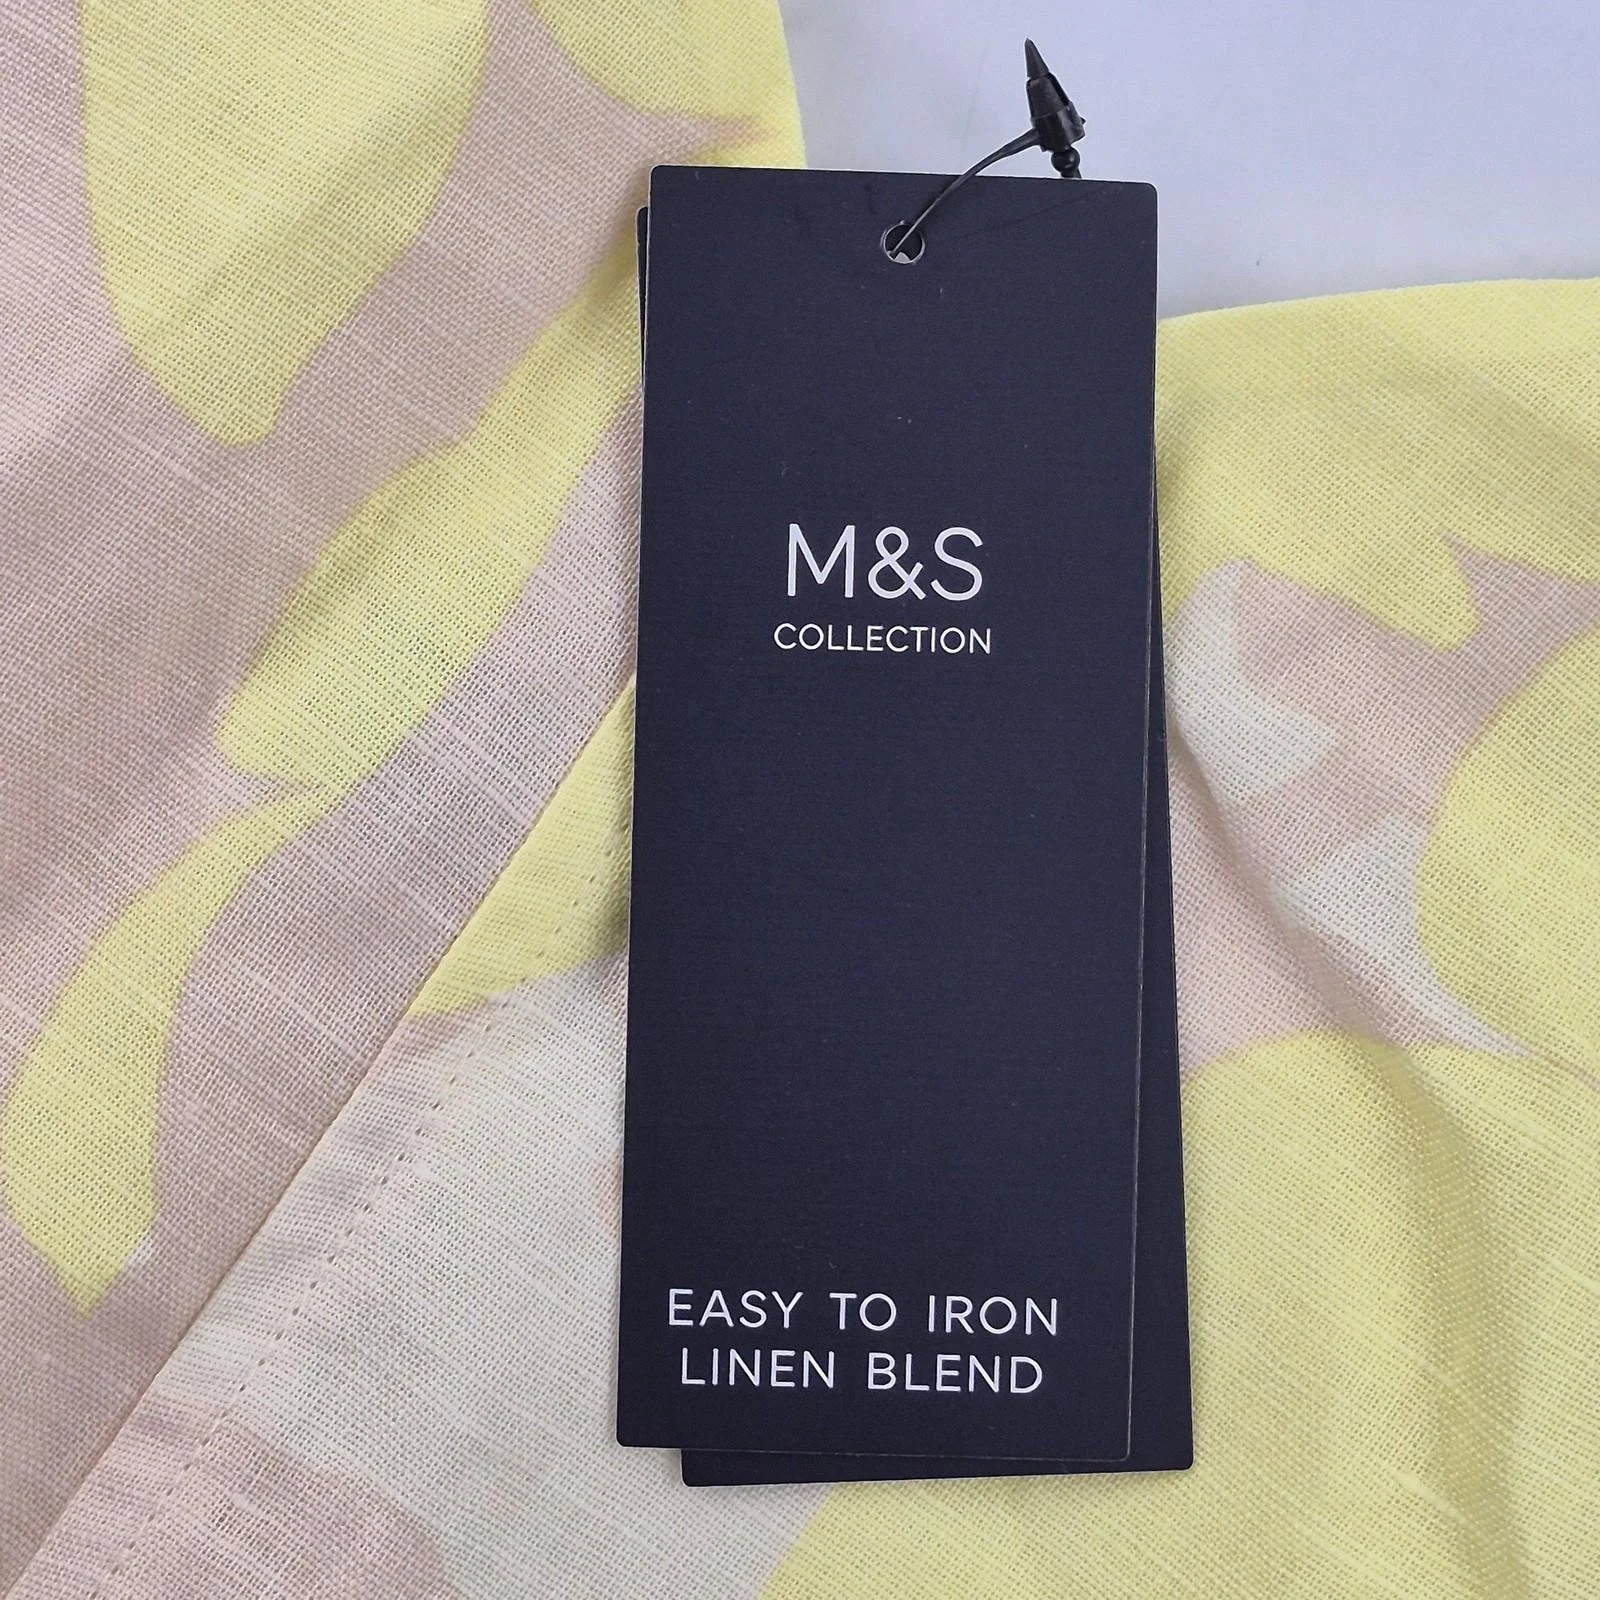 M&S
COLLECTION
EASY TO IRON
LINEN BLEND